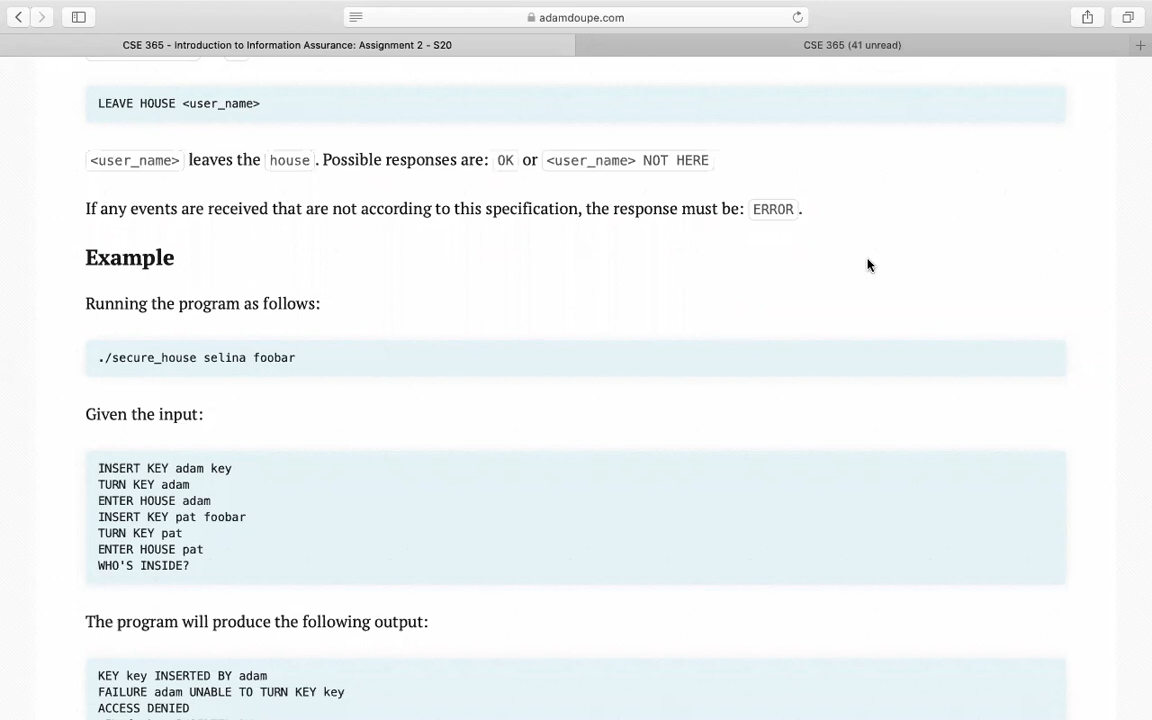 adamdoupe.com
CSE 365 - Introduction to Information Assurance: Assignment 2 - S20
CSE 365 (41 unread)
LEAVE HOUSE <user_name>
<user_name> leaves the house. Possible responses are: OK or <user_name> NOT HERE
If any events are received that are not according to this specification, the response must be: ERROR.
Example
Running the program as follows:
./secure_house selina foobar
Given the input:
INSERT KEY adam key
TURN KEY adam
ENTER HOUSE adam
INSERT KEY pat foobar
TURN KEY pat
ENTER HOUSE pat
WHO'S INSIDE?
The program will produce the following output:
KEY key INSERTED BY adam
FAILURE adam UNABLE TO TURN KEY key
ACCESS DENIED